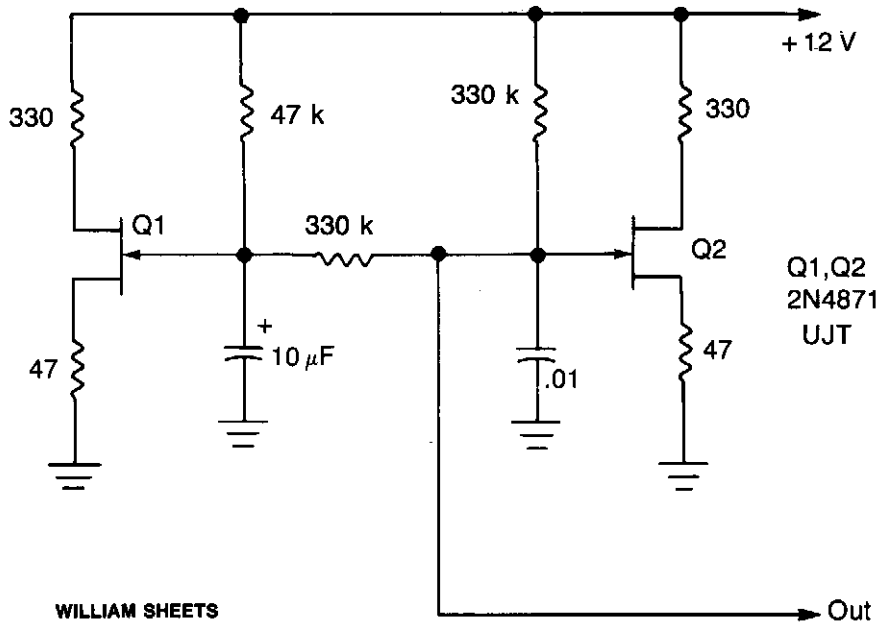 +12 V
330
47 k
330 k
330
Q1
330 k
Q2
Q1,Q2
2N4871
UJT
47
+
10 µF
.01
47
WILLIAM SHEETS
Out